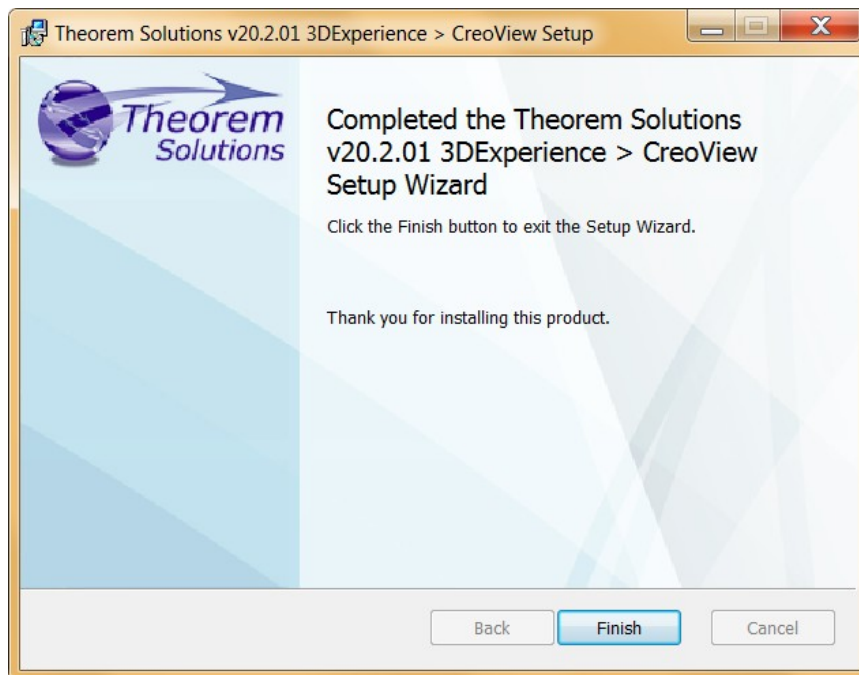 Theorem Solutions v20.2.01 3DExperience > CreoView Setup
Theorem
Solutions
Completed the Theorem Solutions
v20.2.01 3DExperience > CreoView
Setup Wizard
Click the Finish button to exit the Setup Wizard.
Thank you for installing this product.
Back Finish Cancel